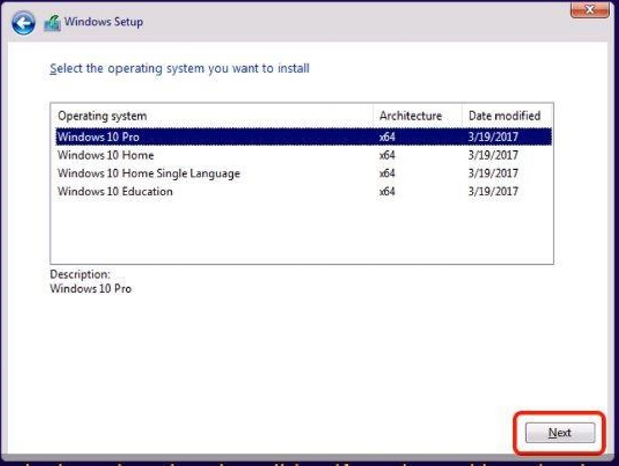 Windows Setup
Select the operating system you want to install
Operating system Architecture Date modified
Windows 10 Pro x64 3/19/2017
Windows 10 Home x64 3/19/2017
Windows 10 Home Single Language x64 3/19/2017
Windows 10 Education x64 3/19/2017
Description:
Windows 10 Pro
Next